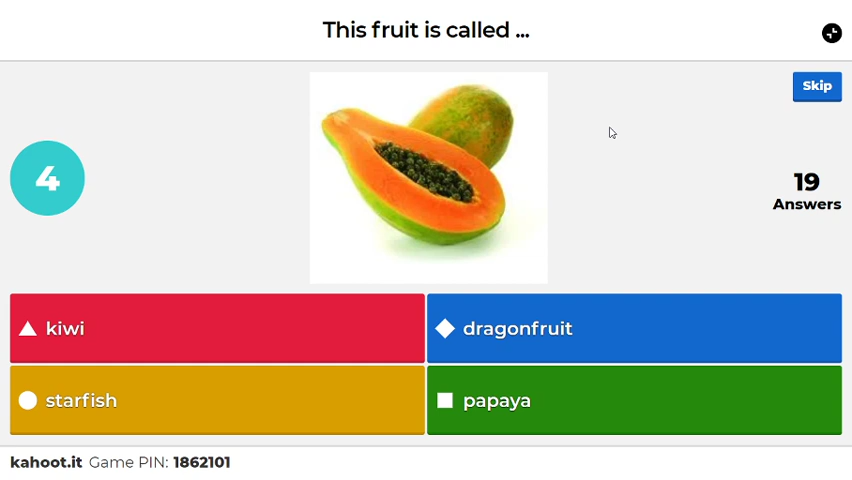 This fruit is called ...
Skip
4
19
Answers
kiwi
dragonfruit
starfish
papaya
kahoot.it Game PIN: 1862101